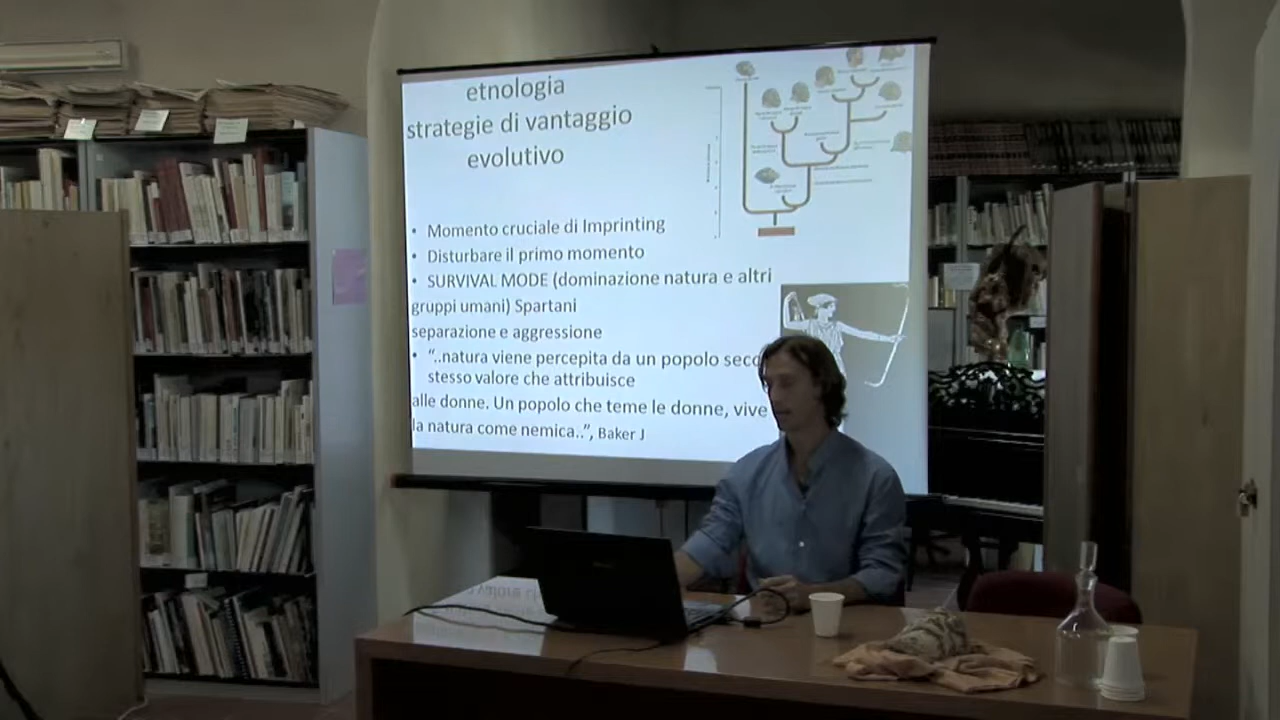 etnologia
strategie di vantaggio
evolutivo
• Momento cruciale di Imprinting
• Disturbare il primo momento
• SURVIVAL MODE (dominazione natura e altri
gruppi umani) Spartani
separazione e aggressione
• “..natura viene percepita da un popolo
stesso valore che attribuisce
alle donne. Un popolo che teme le donne, vive
la natura come nemica..”, Baker J